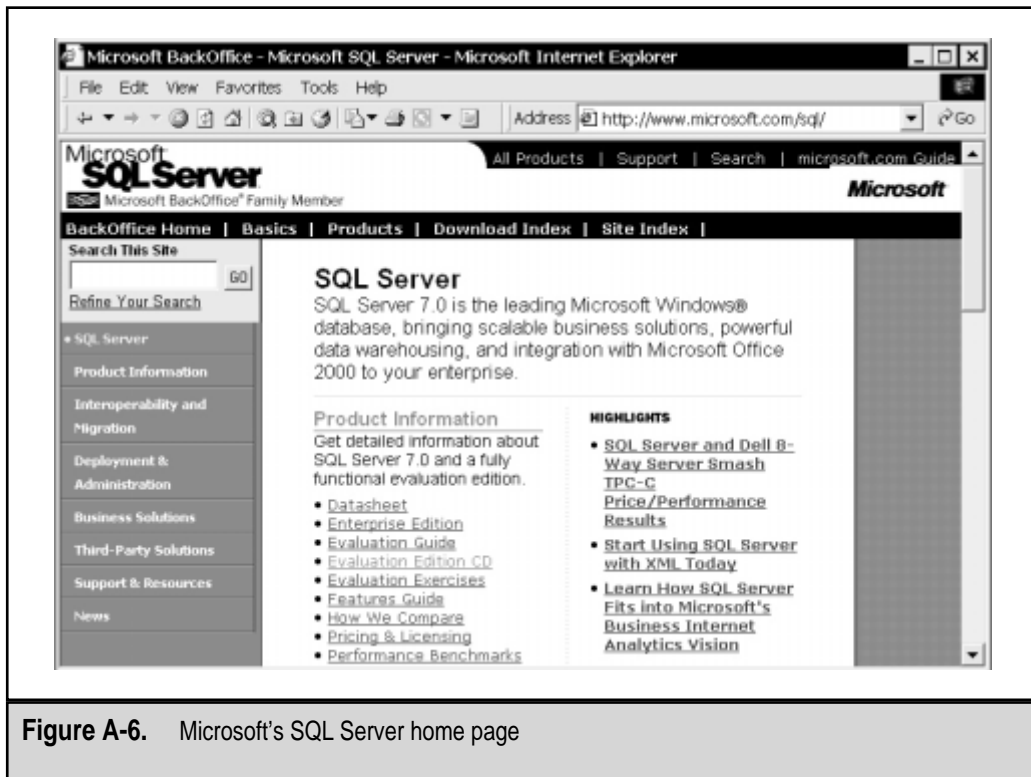 Microsoft BackOffice - Microsoft SQL Server - Microsoft Internet Explorer
File Edit View Favorites Tools Help
Address http://www.microsoft.com/sql/ Go
Microsoft
SQL Server
Microsoft BackOffice® Family Member
All Products | Support | Search | microsoft.com Guide
Microsoft
BackOffice Home | Basics | Products | Download Index | Site Index |
Search This Site
GO
Refine Your Search
• SQL Server
Product Information
Interoperability and
Migration
Deployment &
Administration
Business Solutions
Third-Party Solutions
Support & Resources
News
SQL Server
SQL Server 7.0 is the leading Microsoft Windows®
database, bringing scalable business solutions, powerful
data warehousing, and integration with Microsoft Office
2000 to your enterprise.
Product Information
Get detailed information about
SQL Server 7.0 and a fully
functional evaluation edition.
• Datasheet
• Enterprise Edition
• Evaluation Guide
• Evaluation Edition CD
• Evaluation Exercises
• Features Guide
• How We Compare
• Pricing & Licensing
• Performance Benchmarks
HIGHLIGHTS
• SQL Server and Dell 8-
Way Server Smash
TPC-C
Price/Performance
Results
• Start Using SQL Server
with XML Today
• Learn How SQL Server
Fits into Microsoft's
Business Internet
Analytics Vision
Figure A-6. Microsoft's SQL Server home page